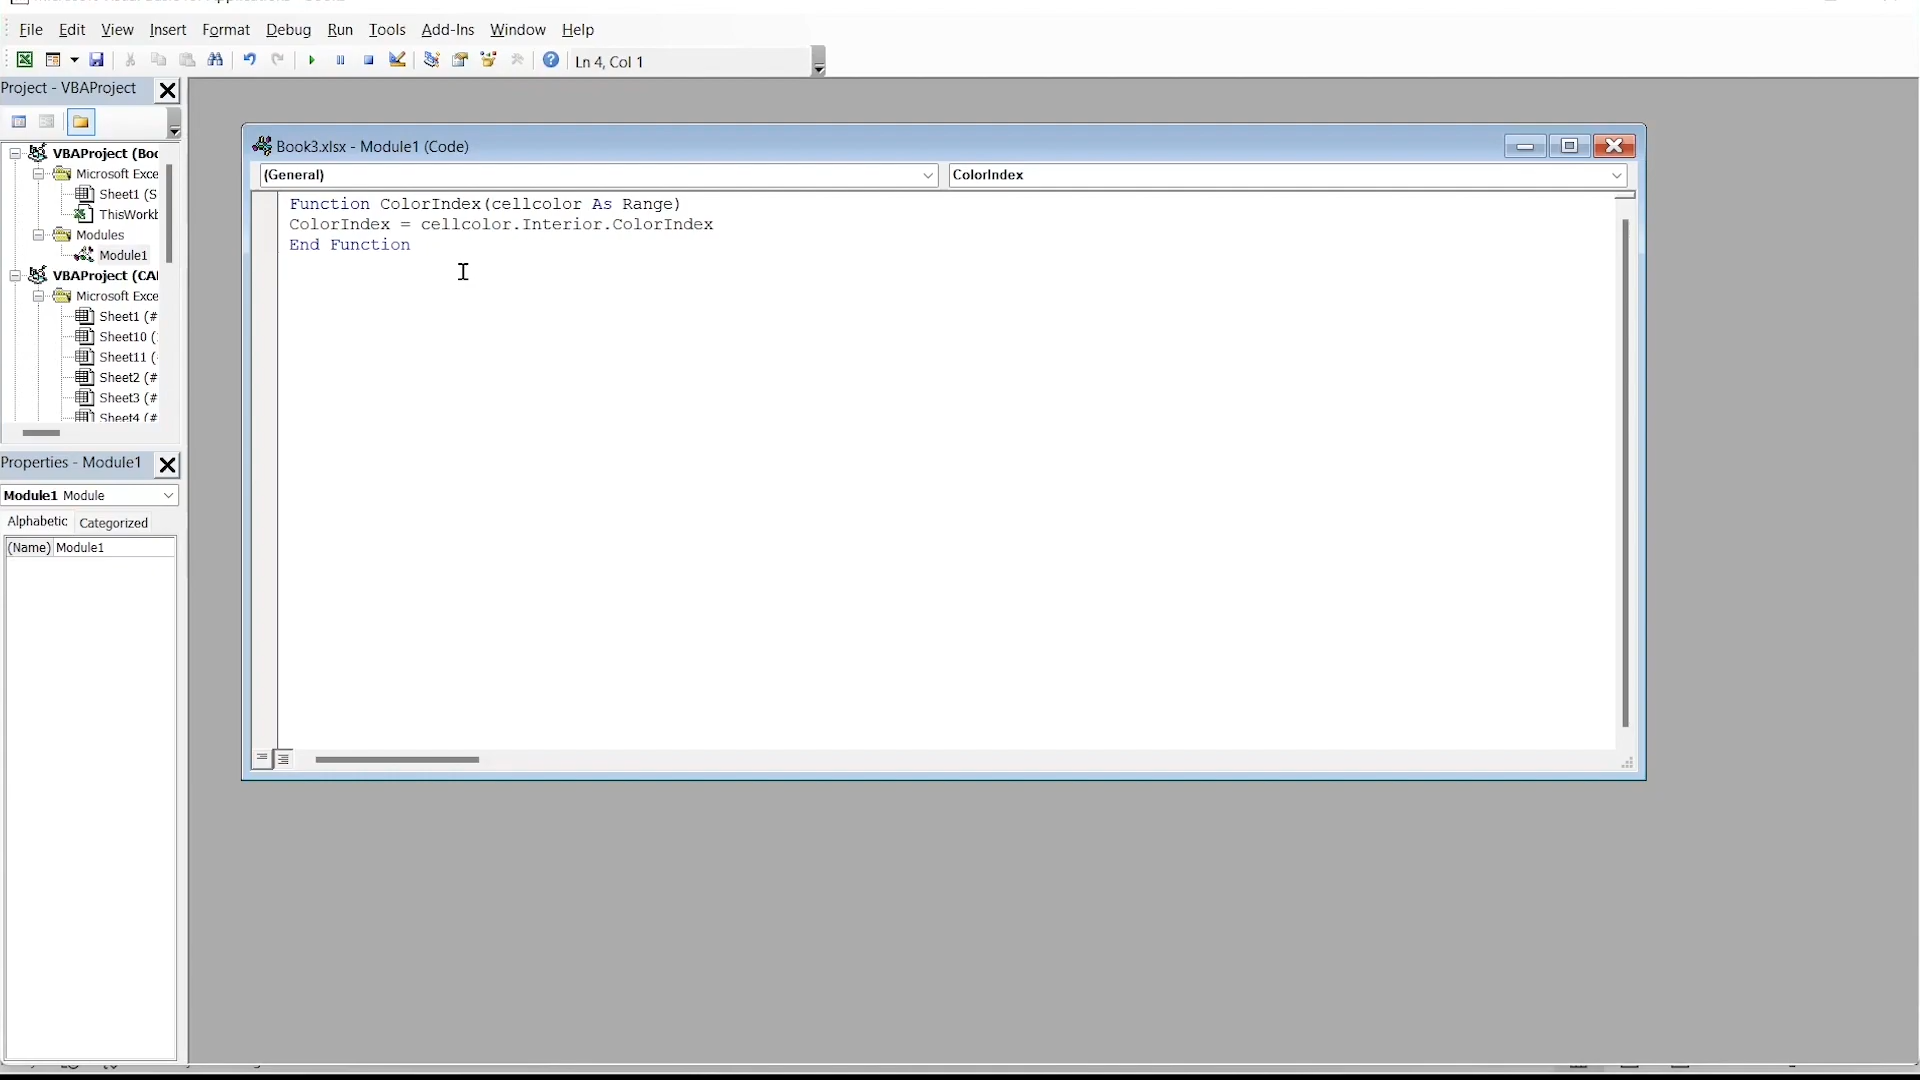 File Edit View Insert Format Debug Run Tools Add-Ins Window Help
Ln 4, Col 1
Project - VBAProject
VBAProject (Boo
Microsoft Exce
Sheet1 (S
ThisWork
Modules
Module1
VBAProject (CAI
Microsoft Exce
Sheet1 (#
Sheet10 (
Sheet11 (
Sheet2 (#
Sheet3 (#
Sheet4 (#
Properties - Module1
Module1 Module
Alphabetic Categorized
(Name) Module1
Book3.xlsx - Module1 (Code)
(General) ColorIndex
Function ColorIndex(cellcolor As Range)
ColorIndex = cellcolor.Interior.ColorIndex
End Function